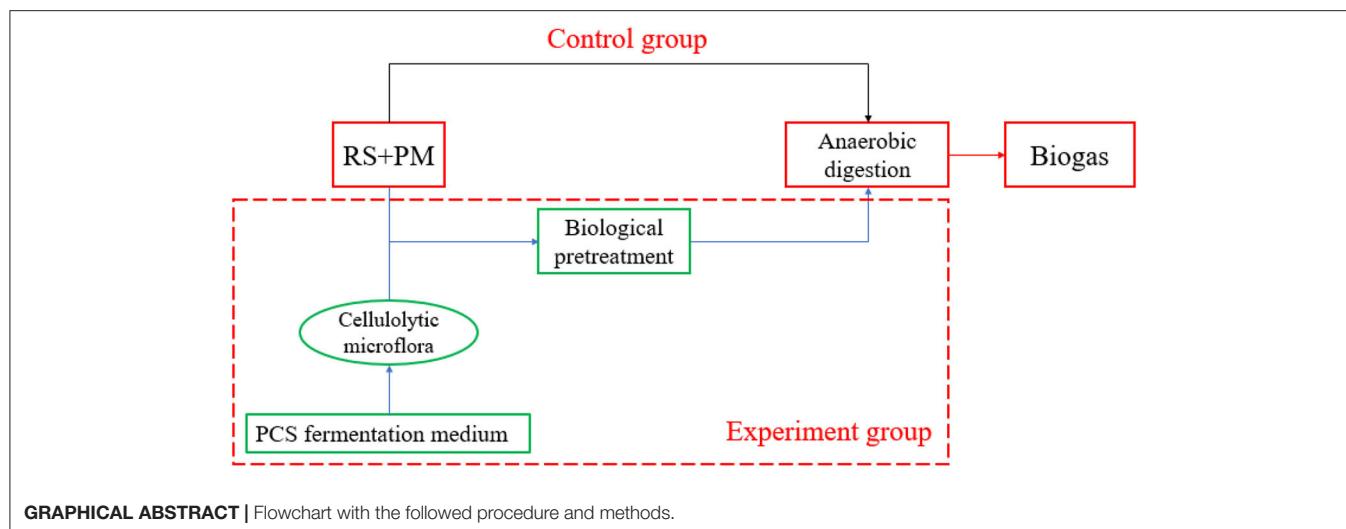 Control group
RS+PM
Anaerobic
digestion
Biogas
Biological
pretreatment
Cellulolytic
microflora
PCS fermentation medium
Experiment group
GRAPHICAL ABSTRACT | Flowchart with the followed procedure and methods.